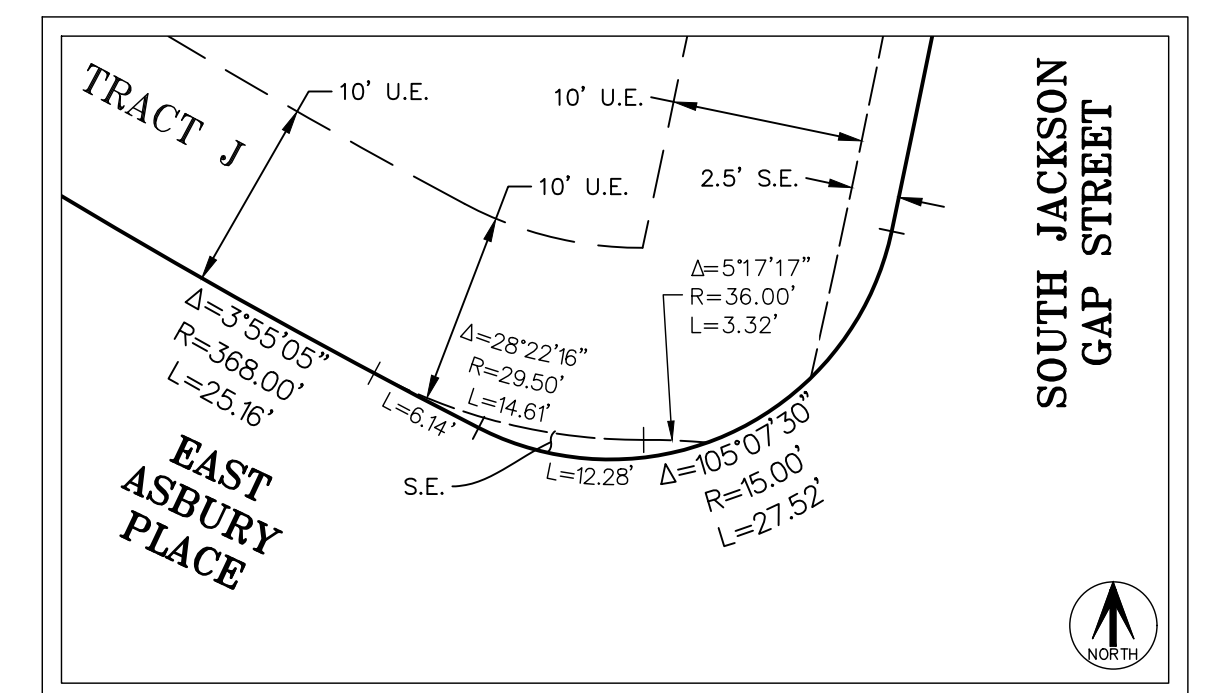 TRACT J
10' U.E.
10' U.E.
10' U.E.
2.5' S.E.
SOUTH JACKSON
GAP STREET
Δ=5°17'17"
R=36.00'
L=3.32'
Δ=3°55'05"
R=368.00'
L=25.16'
Δ=28°22'16"
R=29.50'
L=14.61'
L=6.14'
S.E.
L=12.28'
Δ=105°07'30"
R=15.00'
L=27.52'
EAST
ASBURY
PLACE
NORTH